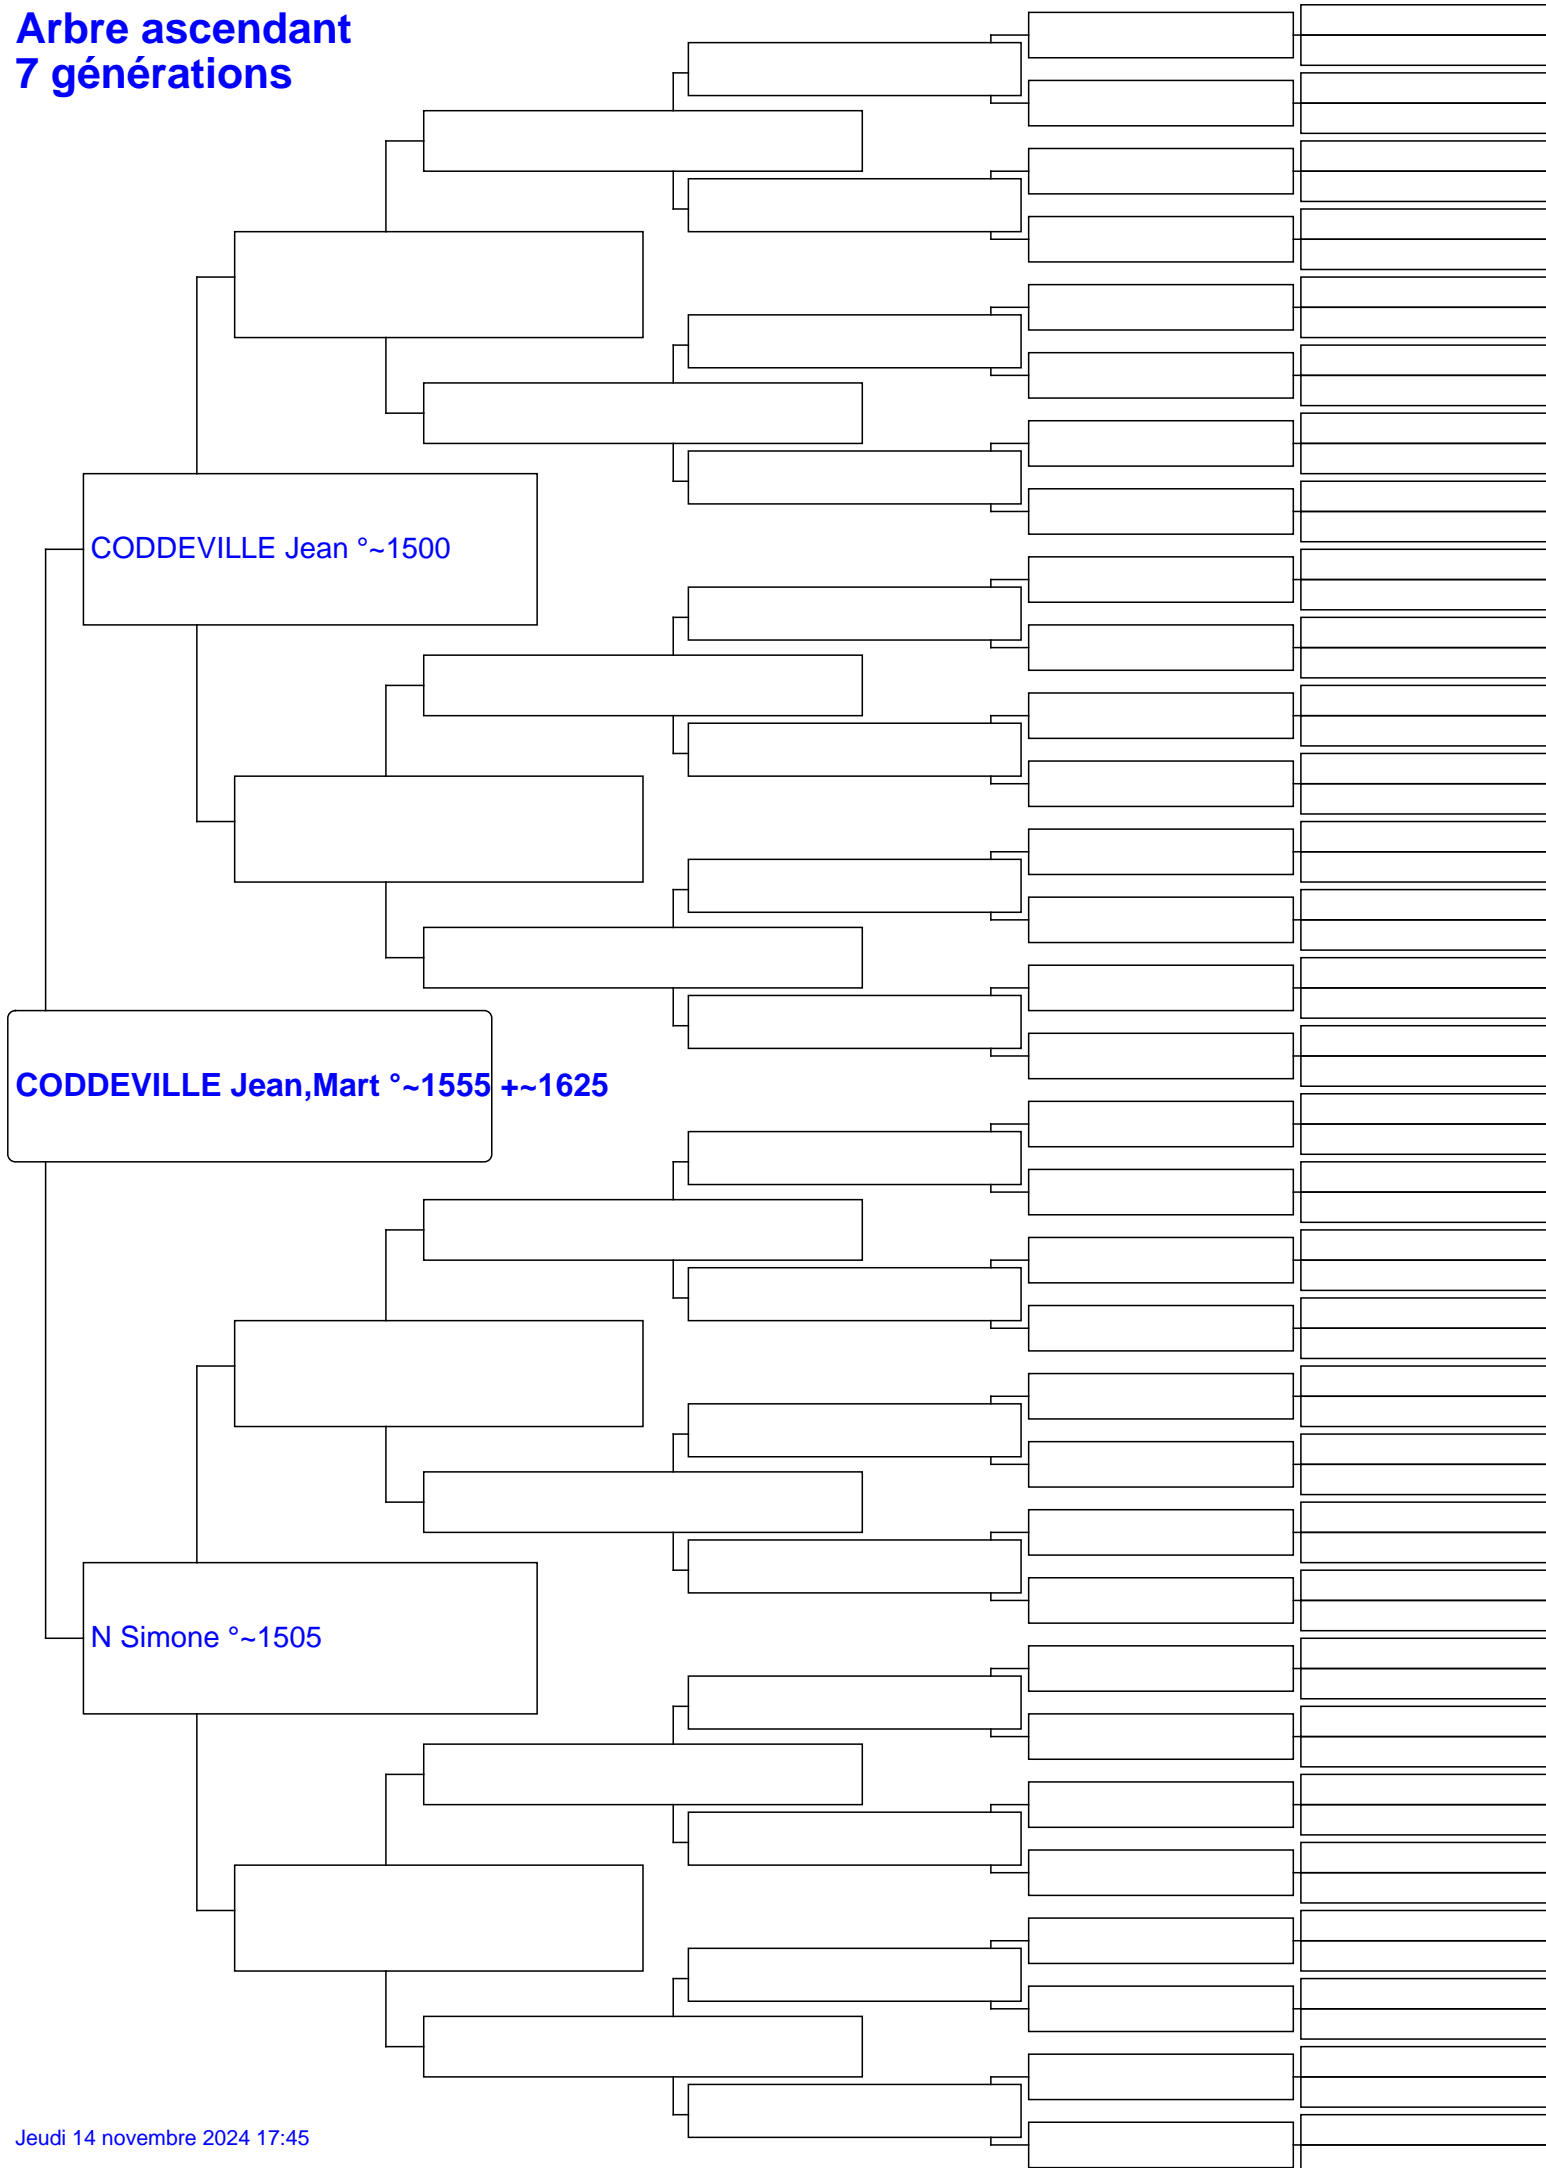 Arbre ascendant
7 générations
CODDEVILLE Jean °~1500
CODDEVILLE Jean,Mart °~1555 +~1625
N Simone °~1505
Jeudi 14 novembre 2024 17:45